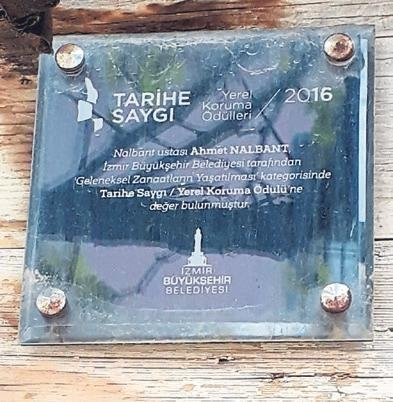 TARİHE SAYGI
Yerel Koruma Ödülleri / 2016
Nalbant ustası Ahmet NALBANT,
İzmir Büyükşehir Belediyesi tarafından
'Geleneksel Zanaatların Yaşatılması' kategorisinde
Tarihe Saygı / Yerel Koruma Ödülü'ne
değer bulunmuştur.
İZMİR
BÜYÜKŞEHİR
BELEDİYESİ